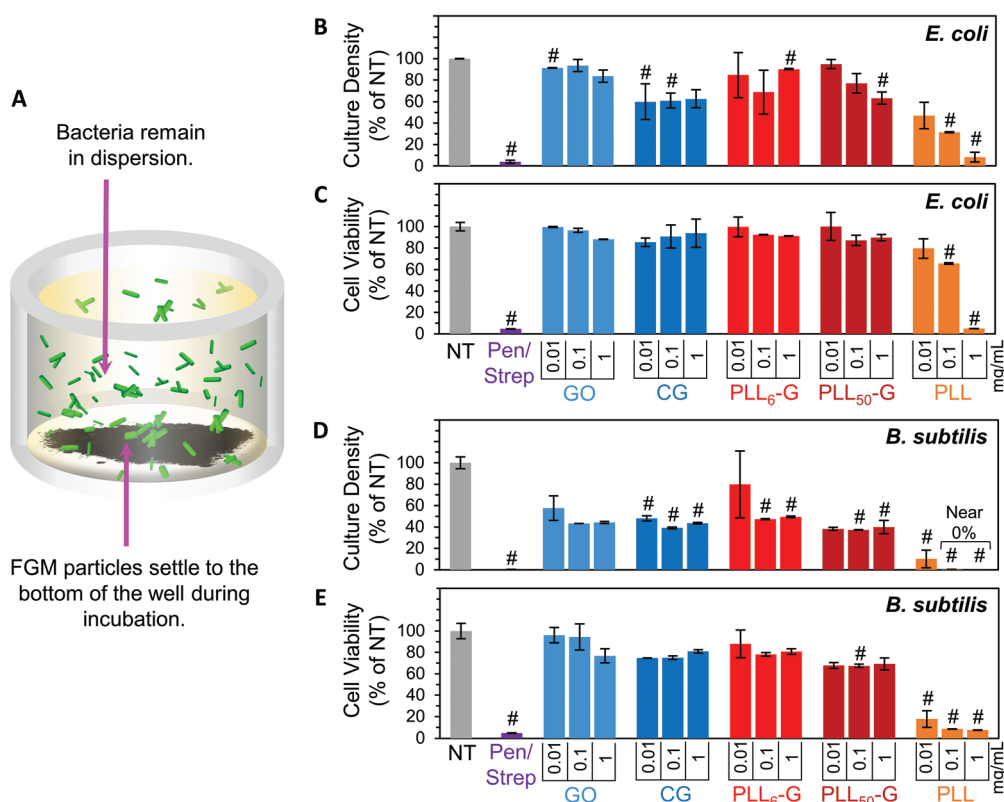 A
Bacteria remain
in dispersion.
FGM particles settle to the
bottom of the well during
incubation.
B
E. coli
Culture Density
(% of NT)
100
80
60
40
20
0
# # # # # # # #
C
E. coli
Cell Viability
(% of NT)
100
80
60
40
20
0
# # #
NT
Pen/
Strep
0.01 0.1 1
GO
0.01 0.1 1
CG
0.01 0.1 1
PLL6-G
0.01 0.1 1
PLL50-G
0.01 0.1 1
PLL
mg/mL
D
B. subtilis
Culture Density
(% of NT)
100
80
60
40
20
0
# # # # # # # # # # #
Near
0%
E
B. subtilis
Cell Viability
(% of NT)
100
80
60
40
20
0
# # # # #
NT
Pen/
Strep
0.01 0.1 1
GO
0.01 0.1 1
CG
0.01 0.1 1
PLL6-G
0.01 0.1 1
PLL50-G
0.01 0.1 1
PLL
mg/mL